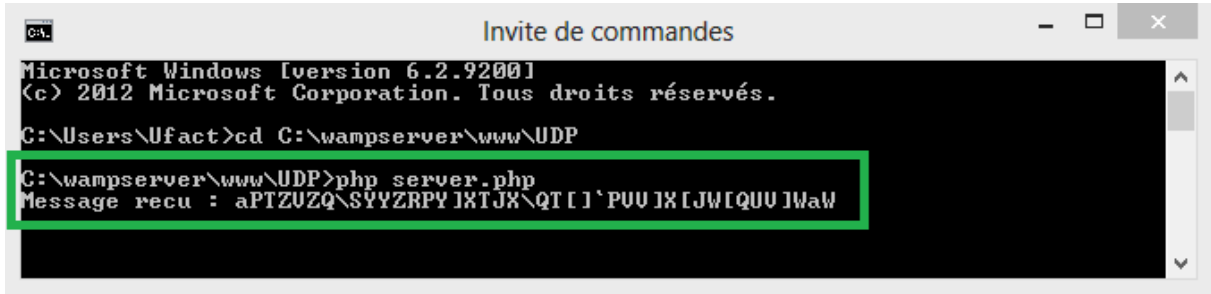 Invite de commandes
Microsoft Windows [version 6.2.9200]
(c) 2012 Microsoft Corporation. Tous droits réservés.
C:\Users\Ufact>cd C:\wampserver\www\UDP
C:\wampserver\www\UDP>php server.php
Message recu : aPTZVZQ\SYYZRPY]XTJX\QT[]`PVV]X[JW[QUV]WaW